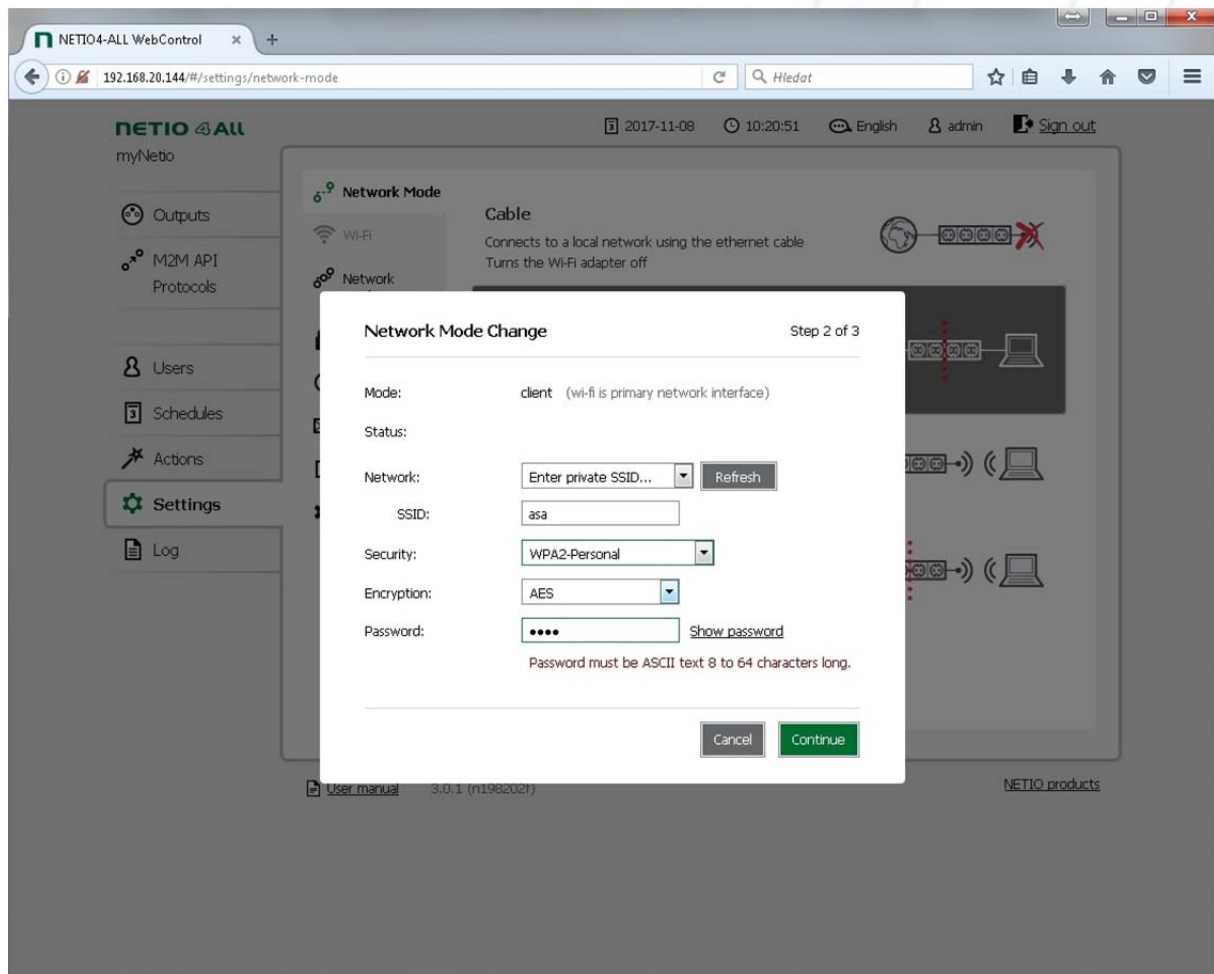 NETIO4-ALL WebControl
192.168.20.144/#/settings/network-mode
Hledat
NETIO 4All
2017-11-08 10:20:51 English admin Sign out
myNetio
Outputs
M2M API
Protocols
Users
Schedules
Actions
Settings
Log
Network Mode
Wi-Fi
Network
Cable
Connects to a local network using the ethernet cable
Turns the Wi-Fi adapter off
Network Mode Change Step 2 of 3
Mode: client (wi-fi is primary network interface)
Status:
Network: Enter private SSID... Refresh
SSID: asa
Security: WPA2-Personal
Encryption: AES
Password: •••• Show password
Password must be ASCII text 8 to 64 characters long.
Cancel Continue
User manual 3.0.1 (n198202f) NETIO products